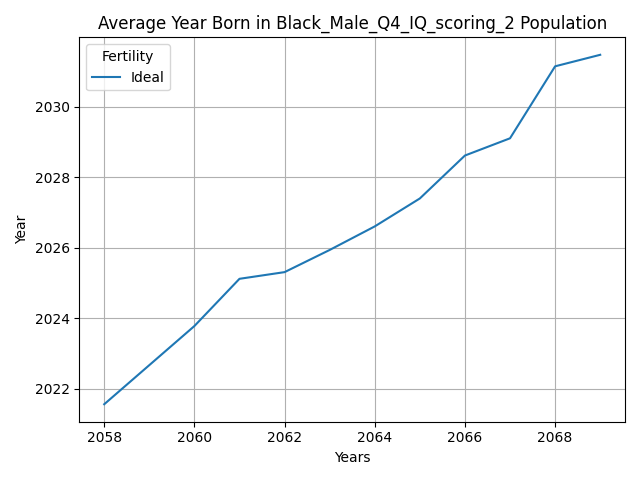 Average Year Born in Black_Male_Q4_IQ_scoring_2 Population
Fertility
Ideal
2030
2028
2026
2024
2022
Year
2058 2060 2062 2064 2066 2068
Years